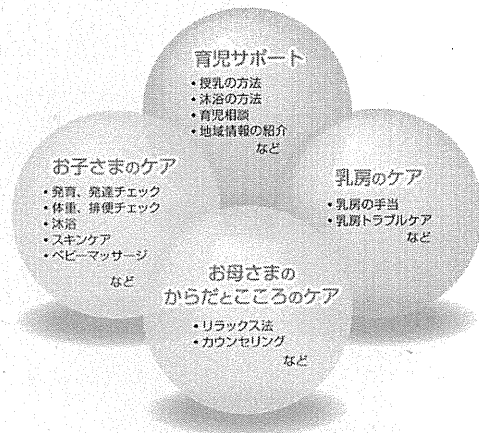 育児サポート
• 授乳の方法
• 沐浴の方法
• 育児相談
• 地域情報の紹介
など
お子さまのケア
• 発育、発達チェック
• 体重、排便チェック
• 沐浴
• スキンケア
• ベビーマッサージ
など
乳房のケア
• 乳房の手当
• 乳房トラブルケア
など
お母さまの
からだとこころのケア
• リラックス法
• カウンセリング
など